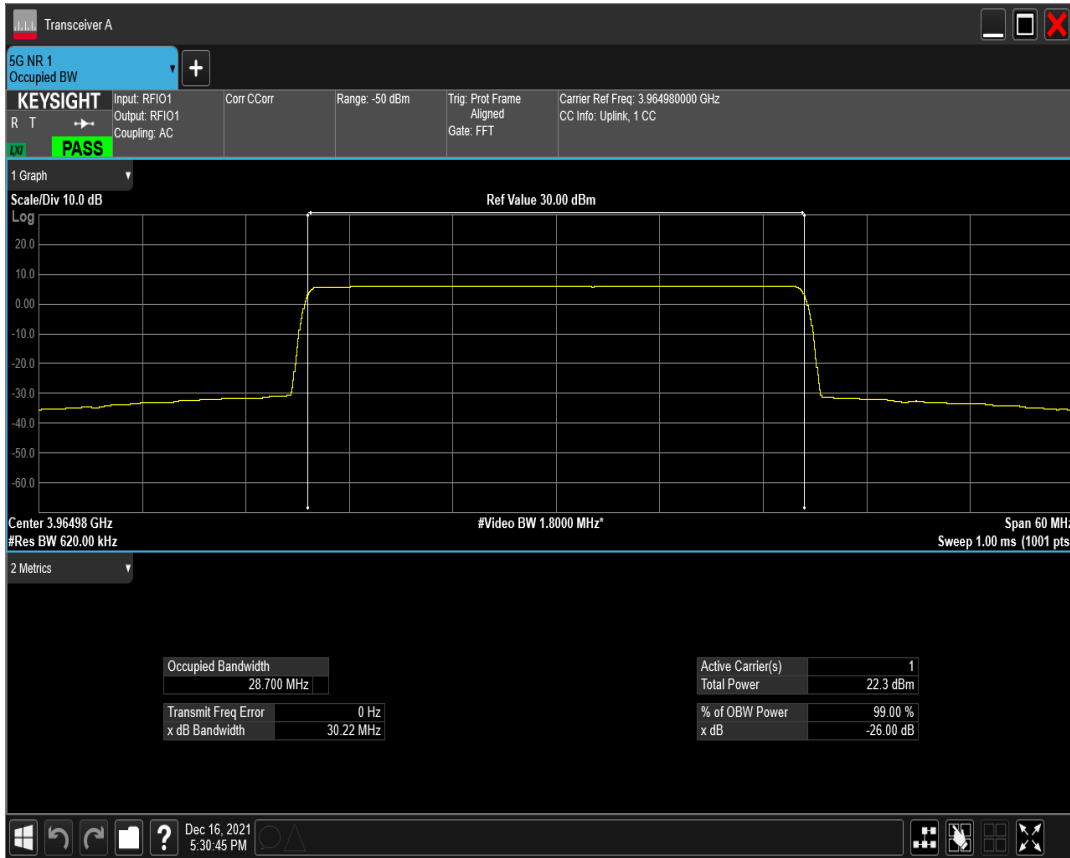 Transceiver A
5G NR 1
Occupied BW
KEYSIGHT
R T
LXI
PASS
Input: RFIO1
Output: RFIO1
Coupling: AC
Corr CCorr
Range: -50 dBm
Trig: Prot Frame
Aligned
Gate: FFT
Carrier Ref Freq: 3.964980000 GHz
CC Info: Uplink, 1 CC
1 Graph
Scale/Div 10.0 dB
Ref Value 30.00 dBm
Log
20.0
10.0
0.00
-10.0
-20.0
-30.0
-40.0
-50.0
-60.0
Center 3.96498 GHz
#Video BW 1.8000 MHz*
Span 60 MHz
#Res BW 620.00 kHz
Sweep 1.00 ms (1001 pts
2 Metrics
Occupied Bandwidth
28.700 MHz
Transmit Freq Error 0 Hz
x dB Bandwidth 30.22 MHz
Active Carrier(s) 1
Total Power 22.3 dBm
% of OBW Power 99.00 %
x dB -26.00 dB
?
Dec 16, 2021
5:30:45 PM